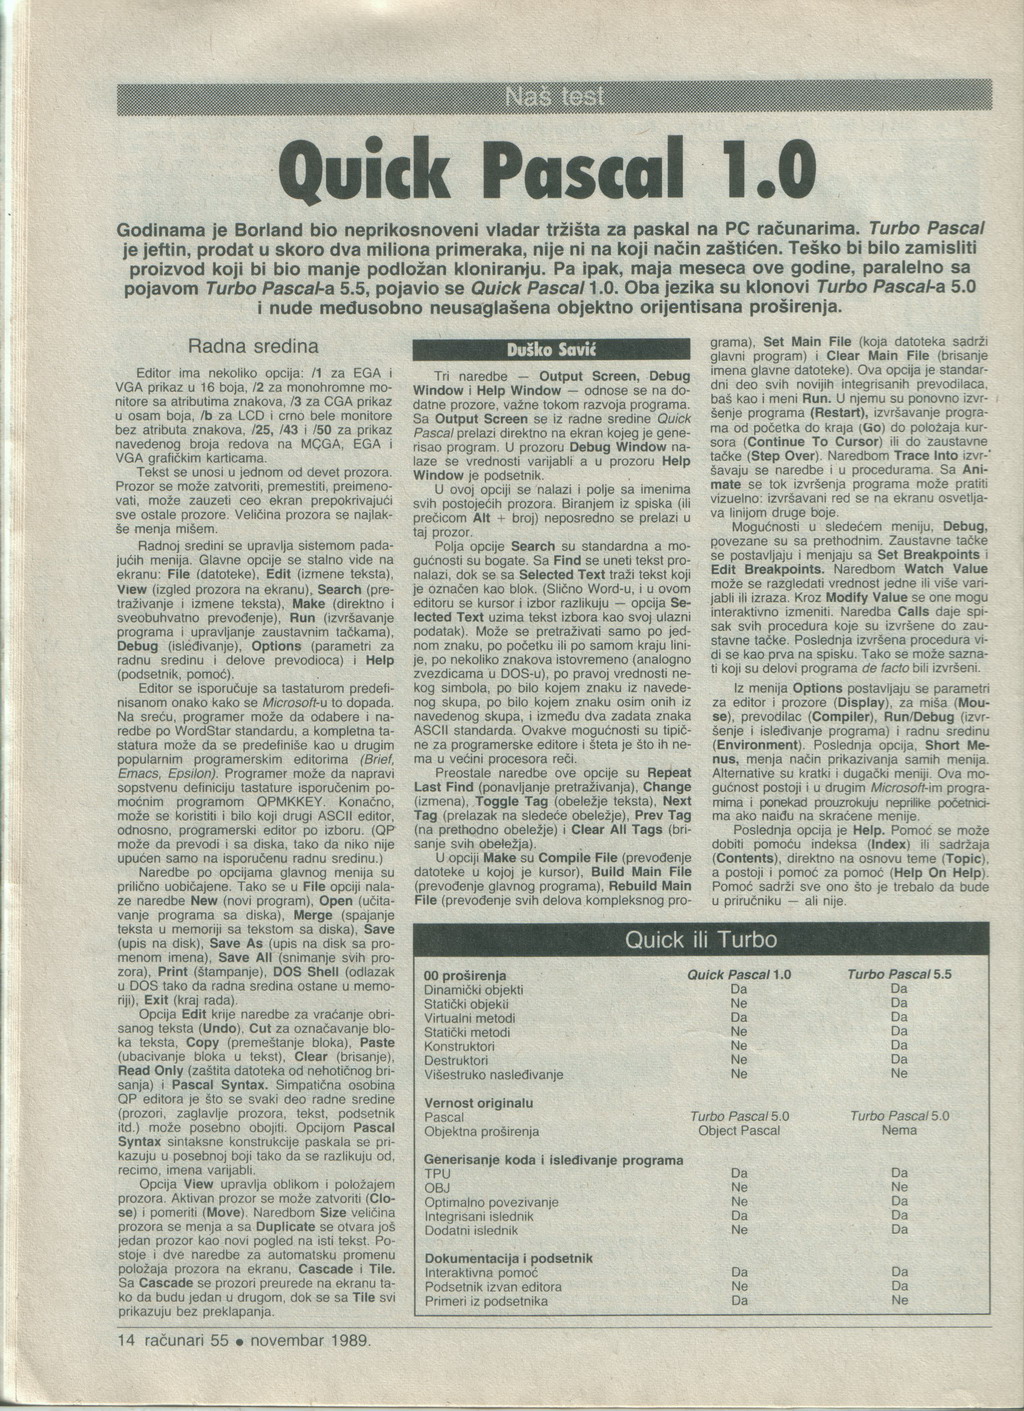 Naš test
Quick Pascal 1.0
Godinama je Borland bio neprikosnoveni vladar tržišta za paskal na PC računarima. Turbo Pascal
je jeftin, prodat u skoro dva miliona primeraka, nije ni na koji način zaštićen. Teško bi bilo zamisliti
proizvod koji bi bio manje podložan kloniranju. Pa ipak, maja meseca ove godine, paralelno sa
pojavom Turbo Pascal-a 5.5, pojavio se Quick Pascal 1.0. Oba jezika su klonovi Turbo Pascal-a 5.0
i nude međusobno neusaglašena objektno orijentisana proširenja.
Radna sredina
Editor ima nekoliko opcija: /1 za EGA i
VGA prikaz u 16 boja, /2 za monohromne mo-
nitore sa atributima znakova, /3 za CGA prikaz
u osam boja, /b za LCD i crno bele monitore
bez atributa znakova, /25, /43 i /50 za prikaz
navedenog broja redova na MCGA, EGA i
VGA grafičkim karticama.
Tekst se unosi u jednom od devet prozora.
Prozor se može zatvoriti, premestiti, preimeno-
vati, može zauzeti ceo ekran prepokrivajući
sve ostale prozore. Veličina prozora se najlak-
še menja mišem.
Radnoj sredini se upravlja sistemom pada-
jućih menija. Glavne opcije se stalno vide na
ekranu: File (datoteke), Edit (izmene teksta),
View (izgled prozora na ekranu), Search (pre-
traživanje i izmene teksta), Make (direktno i
sveobuhvatno prevođenje), Run (izvršavanje
programa i upravljanje zaustavnim tačkama),
Debug (isleđivanje), Options (parametri za
radnu sredinu i delove prevodioca) i Help
(podsetnik, pomoć).
Editor se isporučuje sa tastaturom predefi-
nisanom onako kako se Microsoft-u to dopada.
Na sreću, programer može da odabere i na-
redbe po WordStar standardu, a kompletna ta-
statura može da se predefiniše kao u drugim
popularnim programerskim editorima (Brief,
Emacs, Epsilon). Programer može da napravi
sopstvenu definiciju tastature isporučenim po-
moćnim programom QPMKKEY. Konačno,
može se koristiti i bilo koji drugi ASCII editor,
odnosno, programerski editor po izboru. (QP
može da prevodi i sa diska, tako da niko nije
upućen samo na isporučenu radnu sredinu.)
Naredbe po opcijama glavnog menija su
prilično uobičajene. Tako se u File opciji nala-
ze naredbe New (novi program), Open (učita-
vanje programa sa diska), Merge (spajanje
teksta u memoriji sa tekstom sa diska), Save
(upis na disk), Save As (upis na disk sa pro-
menom imena), Save All (snimanje svih pro-
zora), Print (štampanje), DOS Shell (odlazak
u DOS tako da radna sredina ostane u memo-
riji), Exit (kraj rada).
Opcija Edit krije naredbe za vraćanje obri-
sanog teksta (Undo), Cut za označavanje blo-
ka teksta, Copy (premeštanje bloka), Paste
(ubacivanje bloka u tekst), Clear (brisanje),
Read Only (zaštita datoteka od nehotičnog bri-
sanja) i Pascal Syntax. Simpatična osobina
QP editora je što se svaki deo radne sredine
(prozori, zaglavlje prozora, tekst, podsetnik
itd.) može posebno obojiti. Opcijom Pascal
Syntax sintaksne konstrukcije paskala se pri-
kazuju u posebnoj boji tako da se razlikuju od,
recimo, imena varijabli.
Opcija View upravlja oblikom i položajem
prozora. Aktivan prozor se može zatvoriti (Clo-
se) i pomeriti (Move). Naredbom Size veličina
prozora se menja a sa Duplicate se otvara još
jedan prozor kao novi pogled na isti tekst. Po-
stoje i dve naredbe za automatsku promenu
položaja prozora na ekranu, Cascade i Tile.
Sa Cascade se prozori preurede na ekranu ta-
ko da budu jedan u drugom, dok se sa Tile svi
prikazuju bez preklapanja.
Duško Savić
Tri naredbe — Output Screen, Debug
Window i Help Window — odnose se na do-
datne prozore, važne tokom razvoja programa.
Sa Output Screen se iz radne sredine Quick
Pascal prelazi direktno na ekran kojeg je gene-
risao program. U prozoru Debug Window na-
laze se vrednosti varijabli a u prozoru Help
Window je podsetnik.
U ovoj opciji se nalazi i polje sa imenima
svih postojećih prozora. Biranjem iz spiska (ili
prečicom Alt + broj) neposredno se prelazi u
taj prozor.
Polja opcije Search su standardna a mo-
gućnosti su bogate. Sa Find se uneti tekst pro-
nalazi, dok se sa Selected Text traži tekst koji
je označen kao blok. (Slično Word-u, i u ovom
editoru se kursor i izbor razlikuju — opcija Se-
lected Text uzima tekst izbora kao svoj ulazni
podatak). Može se pretraživati samo po jed-
nom znaku, po početku ili po samom kraju lini-
je, po nekoliko znakova istovremeno (analogno
zvezdicama u DOS-u), po pravoj vrednosti ne-
kog simbola, po bilo kojem znaku iz navede-
nog skupa, po bilo kojem znaku osim onih iz
navedenog skupa, i između dva zadata znaka
ASCII standarda. Ovakve mogućnosti su tipič-
ne za programerske editore i šteta je što ih ne-
ma u većini procesora reči.
Preostale naredbe ove opcije su Repeat
Last Find (ponavljanje pretraživanja), Change
(izmena), Toggle Tag (obeležje teksta), Next
Tag (prelazak na sledeće obeležje), Prev Tag
(na prethodno obeležje) i Clear All Tags (bri-
sanje svih obeležja).
U opciji Make su Compile File (prevođenje
datoteke u kojoj je kursor), Build Main File
(prevođenje glavnog programa), Rebuild Main
File (prevođenje svih delova kompleksnog pro-
grama), Set Main File (koja datoteka sadrži
glavni program) i Clear Main File (brisanje
imena glavne datoteke). Ova opcija je standar-
dni deo svih novijih integrisanih prevodilaca,
baš kao i meni Run. U njemu su ponovno izvr-
šenje programa (Restart), izvršavanje progra-
ma od početka do kraja (Go) do položaja kur-
sora (Continue To Cursor) ili do zaustavne
tačke (Step Over). Naredbom Trace Into izvr-
šavaju se naredbe i u procedurama. Sa Ani-
mate se tok izvršenja programa može pratiti
vizuelno: izvršavani red se na ekranu osvetlja-
va linijom druge boje.
Mogućnosti u sledećem meniju, Debug,
povezane su sa prethodnim. Zaustavne tačke
se postavljaju i menjaju sa Set Breakpoints i
Edit Breakpoints. Naredbom Watch Value
može se razgledati vrednost jedne ili više vari-
jabli ili izraza. Kroz Modify Value se one mogu
interaktivno izmeniti. Naredba Calls daje spi-
sak svih procedura koje su izvršene do zau-
stavne tačke. Poslednja izvršena procedura vi-
di se kao prva na spisku. Tako se može sazna-
ti koji su delovi programa de facto bili izvršeni.
Iz menija Options postavljaju se parametri
za editor i prozore (Display), za miša (Mou-
se), prevodilac (Compiler), Run/Debug (izvr-
šenje i isleđivanje programa) i radnu sredinu
(Environment). Poslednja opcija, Short Me-
nus, menja način prikazivanja samih menija.
Alternative su kratki i dugački meniji. Ova mo-
gućnost postoji i u drugim Microsoft-im progra-
mima i ponekad prouzrokuju neprilike početnici-
ma ako naiđu na skraćene menije.
Poslednja opcija je Help. Pomoć se može
dobiti pomoću indeksa (Index) ili sadržaja
(Contents), direktno na osnovu teme (Topic),
a postoji i pomoć za pomoć (Help On Help).
Pomoć sadrži sve ono što je trebalo da bude
u priručniku — ali nije.
Quick ili Turbo
OO proširenja Quick Pascal 1.0 Turbo Pascal 5.5
Dinamički objekti Da Da
Statički objekti Ne Da
Virtualni metodi Da Da
Statički metodi Ne Da
Konstruktori Ne Da
Destruktori Ne Da
Višestruko nasleđivanje Ne Ne
Vernost originalu
Pascal Turbo Pascal 5.0 Turbo Pascal 5.0
Objektna proširenja Object Pascal Nema
Generisanje koda i isleđivanje programa
TPU Da Da
OBJ Ne Ne
Optimalno povezivanje Ne Da
Integrisani islednik Da Da
Dodatni islednik Ne Da
Dokumentacija i podsetnik
Interaktivna pomoć Da Da
Podsetnik izvan editora Ne Da
Primeri iz podsetnika Da Ne
14 računari 55 • novembar 1989.